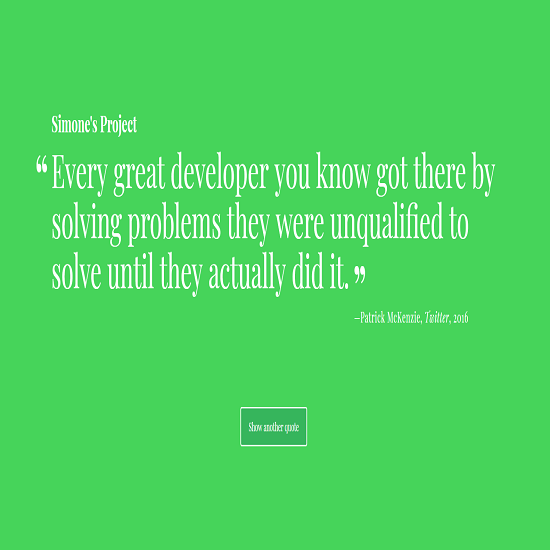 Simone's Project
“Every great developer you know got there by
solving problems they were unqualified to
solve until they actually did it.”
–Patrick McKenzie, Twitter, 2016
Show another quote